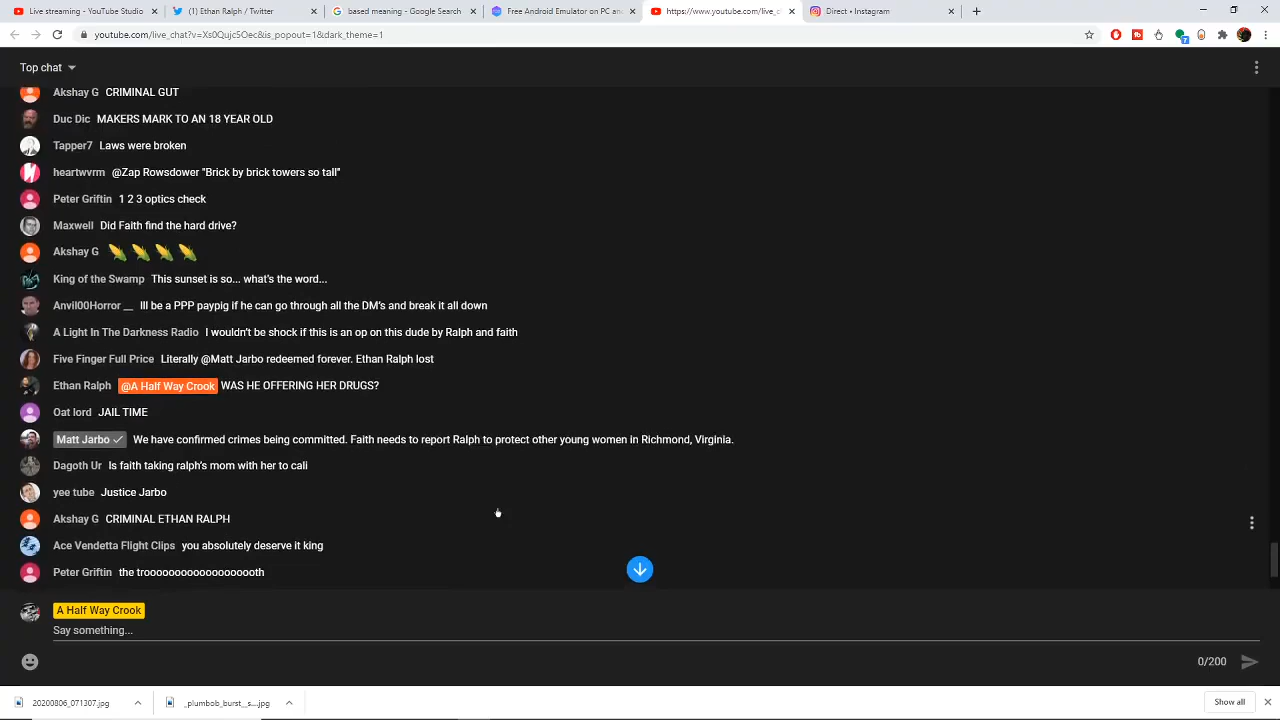 Live streaming - YouTube Studio
(1) Ethan Ralph / Twitter
based meaning - Google Search
Free Android Emulator on PC an
https://www.youtube.com/live_c
Direct • Instagram
youtube.com/live_chat?v=Xs0Qujc5Oec&is_popout=1&dark_theme=1
Top chat
Akshay G CRIMINAL GUT
Duc Dic MAKERS MARK TO AN 18 YEAR OLD
Tapper7 Laws were broken
heartwvrm @Zap Rowsdower "Brick by brick towers so tall"
Peter Griftin 1 2 3 optics check
Maxwell Did Faith find the hard drive?
Akshay G 🌽🌽🌽🌽
King of the Swamp This sunset is so... what's the word...
Anvil00Horror __ Ill be a PPP paypig if he can go through all the DM's and break it all down
A Light In The Darkness Radio I wouldn't be shock if this is an op on this dude by Ralph and faith
Five Finger Full Price Literally @Matt Jarbo redeemed forever. Ethan Ralph lost
Ethan Ralph @A Half Way Crook WAS HE OFFERING HER DRUGS?
Oat lord JAIL TIME
Matt Jarbo ✓ We have confirmed crimes being committed. Faith needs to report Ralph to protect other young women in Richmond, Virginia.
Dagoth Ur Is faith taking ralph's mom with her to cali
yee tube Justice Jarbo
Akshay G CRIMINAL ETHAN RALPH
Ace Vendetta Flight Clips you absolutely deserve it king
Peter Griftin the trooooooooooooooooooth
A Half Way Crook
Say something...
0/200
20200806_071307.jpg
_plumbob_burst__s....jpg
Show all